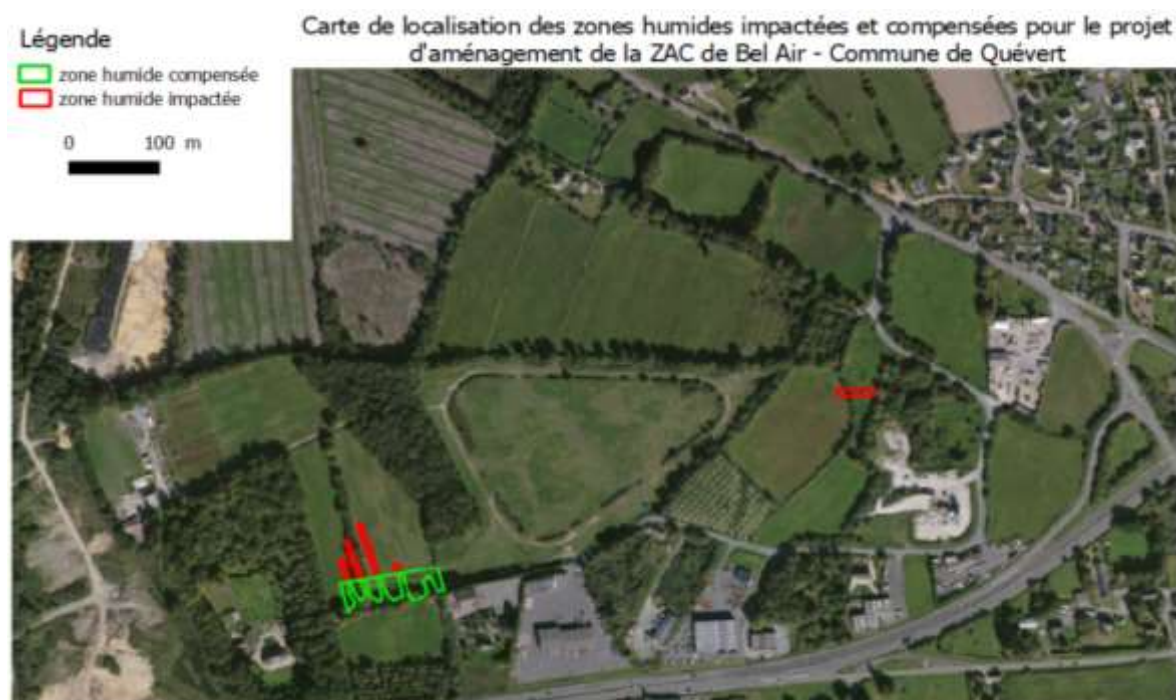 Carte de localisation des zones humides impactées et compensées pour le projet
d'aménagement de la ZAC de Bel Air - Commune de Quévert
Légende
zone humide compensée
zone humide impactée
0 100 m